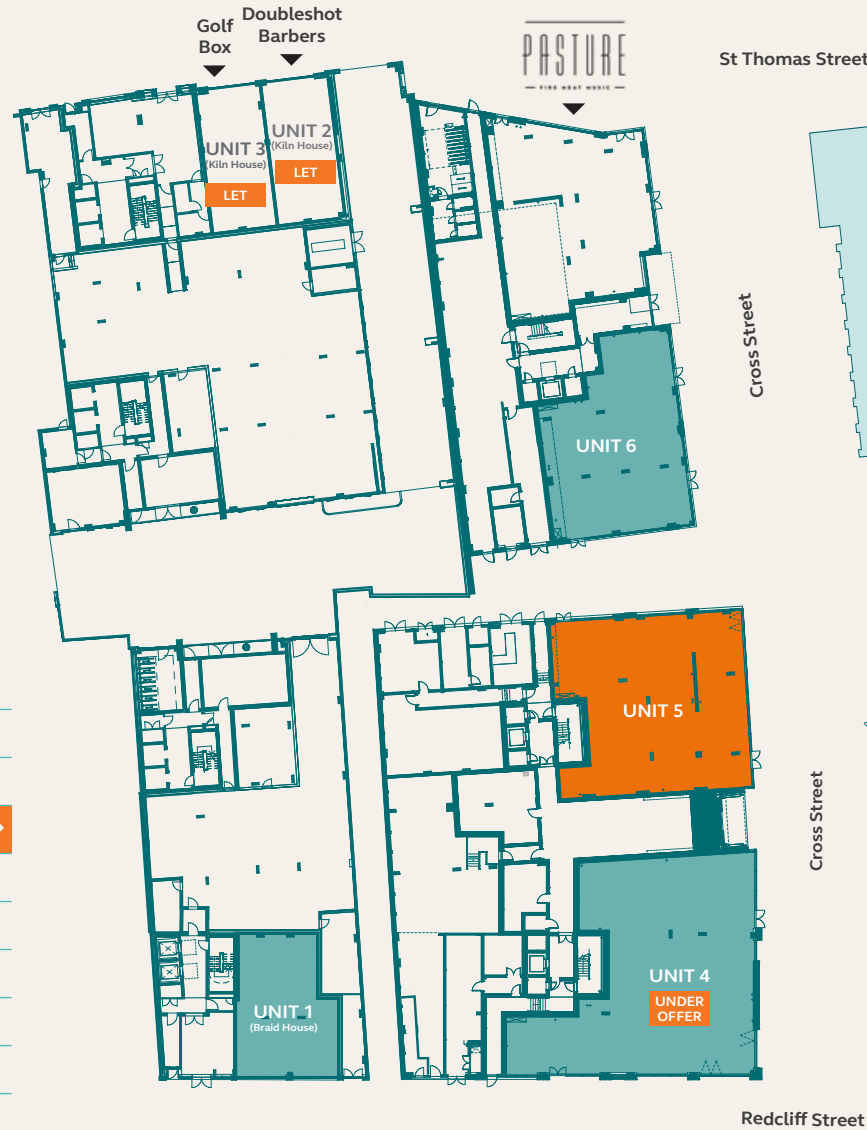 Golf
Box
Doubleshot
Barbers
PASTURE
FIRE MEAT MUSIC
St Thomas Street
UNIT 3
(Kiln House)
LET
UNIT 2
(Kiln House)
LET
Cross Street
UNIT 6
UNIT 5
Cross Street
UNIT 4
UNDER
OFFER
UNIT 1
(Braid House)
Redcliff Street